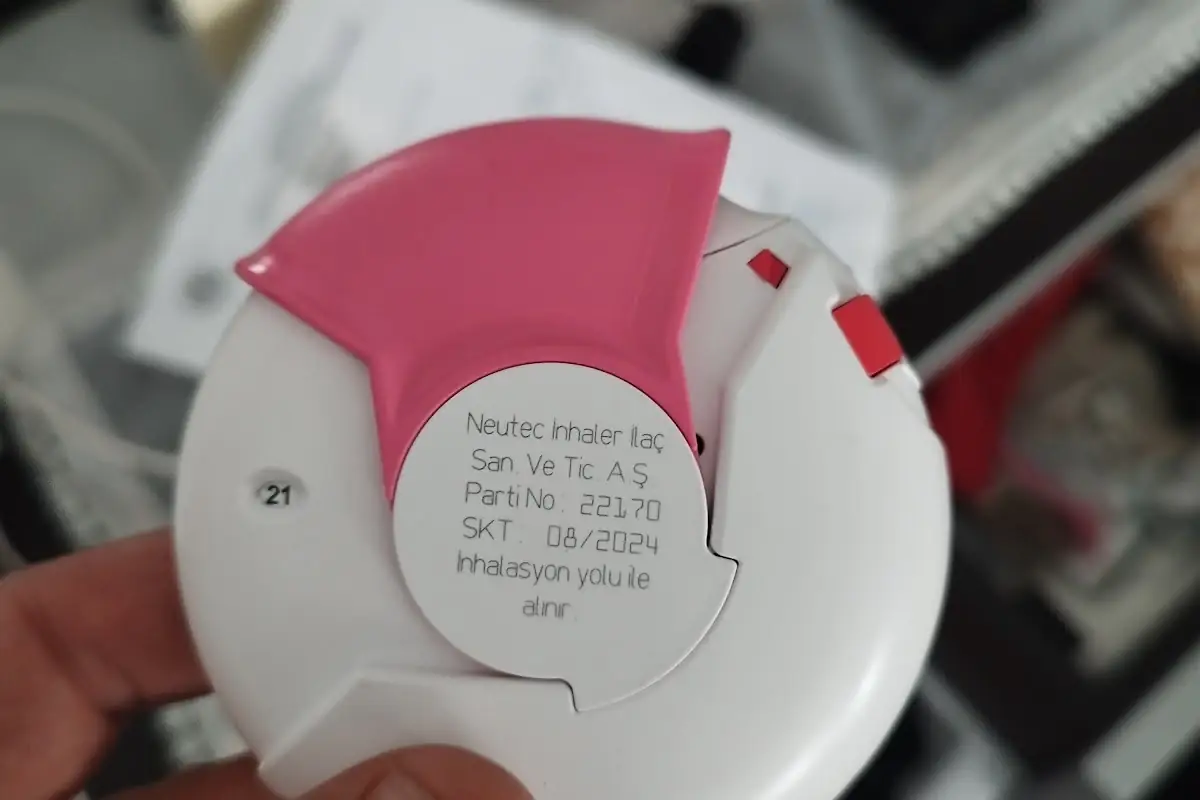 Neutec İnhaler İlaç
San. Ve Tic A Ş
Parti No : 22170
SKT : 08/2024
İnhalasyon yolu ile
alınır.
21